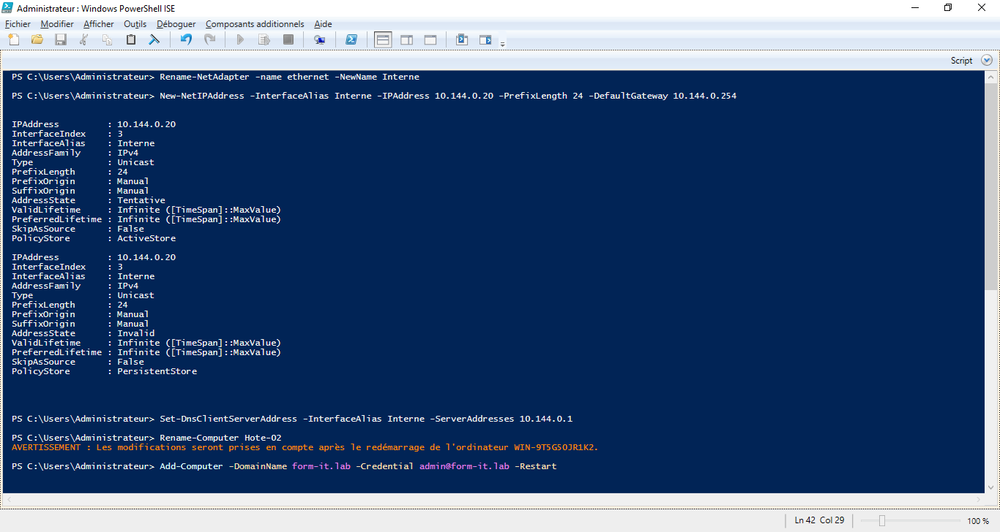 Administrateur : Windows PowerShell ISE
Fichier Modifier Afficher Outils Déboguer Composants additionnels Aide
Script
PS C:\Users\Administrateur> Rename-NetAdapter -name ethernet -NewName Interne
PS C:\Users\Administrateur> New-NetIPAddress -InterfaceAlias Interne -IPAddress 10.144.0.20 -PrefixLength 24 -DefaultGateway 10.144.0.254
IPAddress : 10.144.0.20
InterfaceIndex : 3
InterfaceAlias : Interne
AddressFamily : IPv4
Type : Unicast
PrefixLength : 24
PrefixOrigin : Manual
SuffixOrigin : Manual
AddressState : Tentative
ValidLifetime : Infinite ([TimeSpan]::MaxValue)
PreferredLifetime : Infinite ([TimeSpan]::MaxValue)
SkipAsSource : False
PolicyStore : ActiveStore
IPAddress : 10.144.0.20
InterfaceIndex : 3
InterfaceAlias : Interne
AddressFamily : IPv4
Type : Unicast
PrefixLength : 24
PrefixOrigin : Manual
SuffixOrigin : Manual
AddressState : Invalid
ValidLifetime : Infinite ([TimeSpan]::MaxValue)
PreferredLifetime : Infinite ([TimeSpan]::MaxValue)
SkipAsSource : False
PolicyStore : PersistentStore
PS C:\Users\Administrateur> Set-DnsClientServerAddress -InterfaceAlias Interne -ServerAddresses 10.144.0.1
PS C:\Users\Administrateur> Rename-Computer Hote-02
AVERTISSEMENT : Les modifications seront prises en compte après le redémarrage de l'ordinateur WIN-9T5G5OJR1K2.
PS C:\Users\Administrateur> Add-Computer -DomainName form-it.lab -Credential admin@form-it.lab -Restart
Ln 42 Col 29
100 %